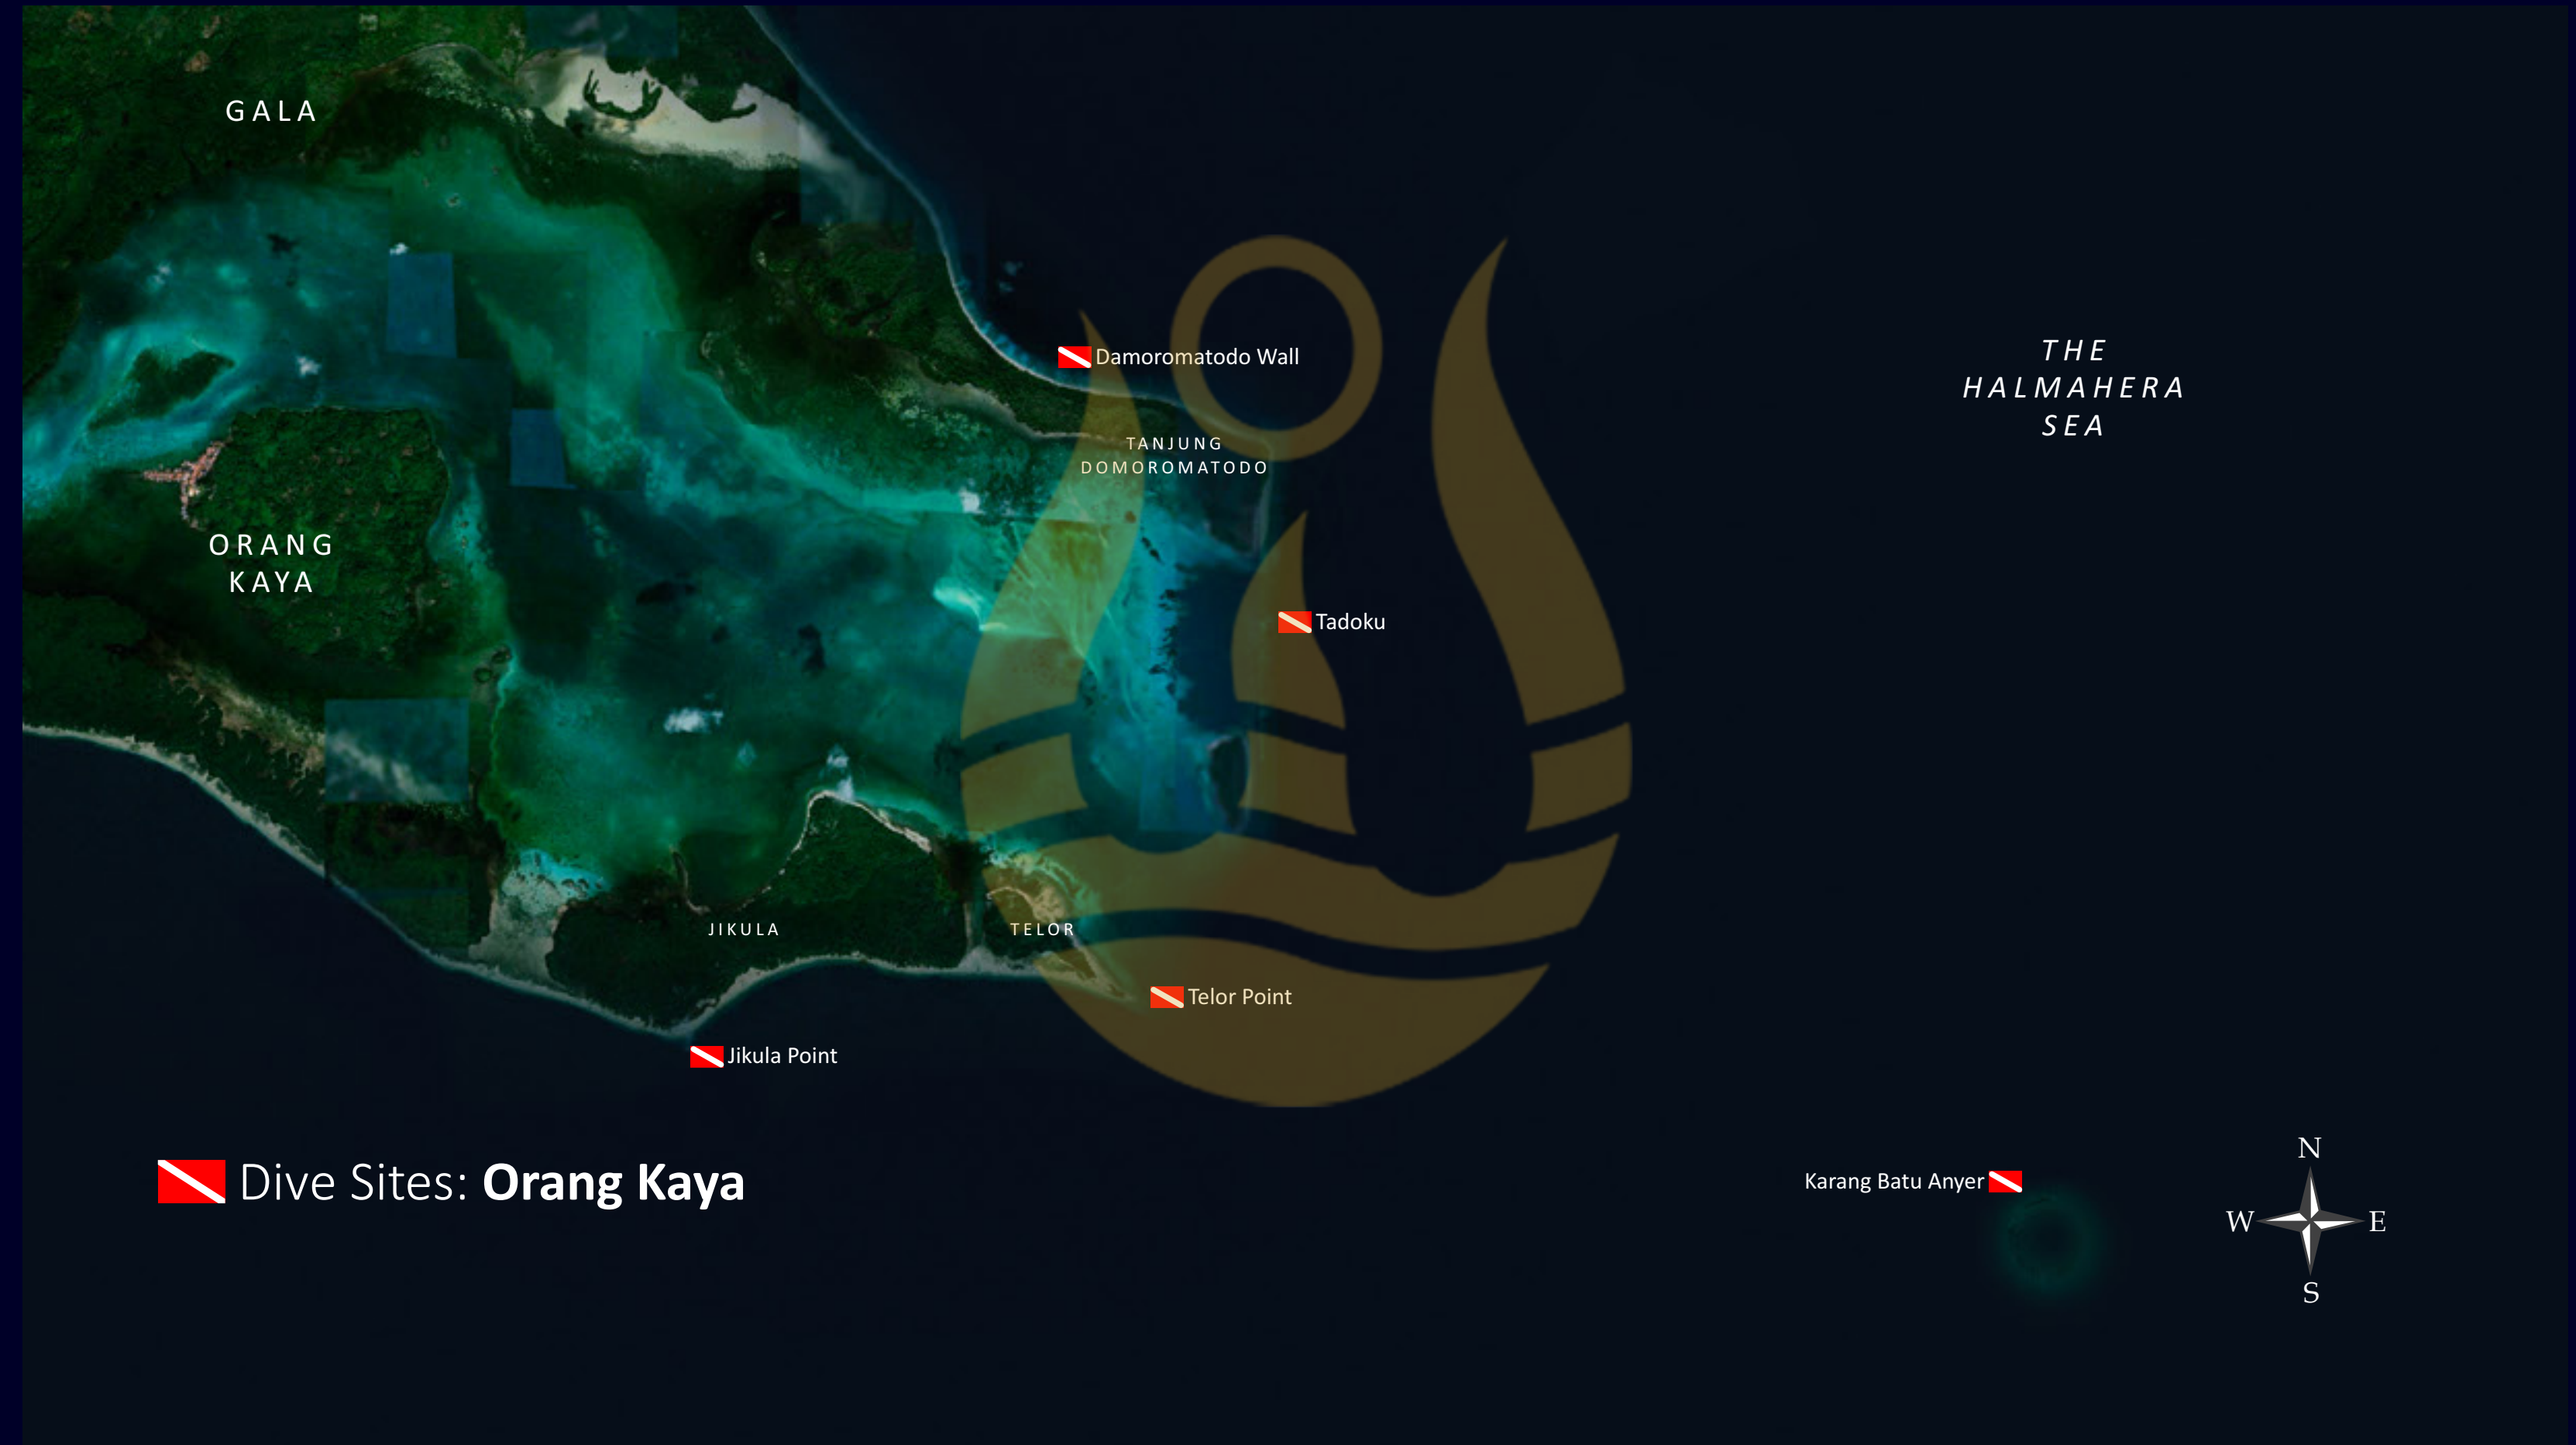 GALA
Damoromatodo Wall
THE
HALMAHERA
SEA
TANJUNG
DOMOROMATODO
ORANG
KAYA
Tadoku
JIKULA
TELOR
Telor Point
Jikula Point
Dive Sites: Orang Kaya
Karang Batu Anyer
N
W
E
S